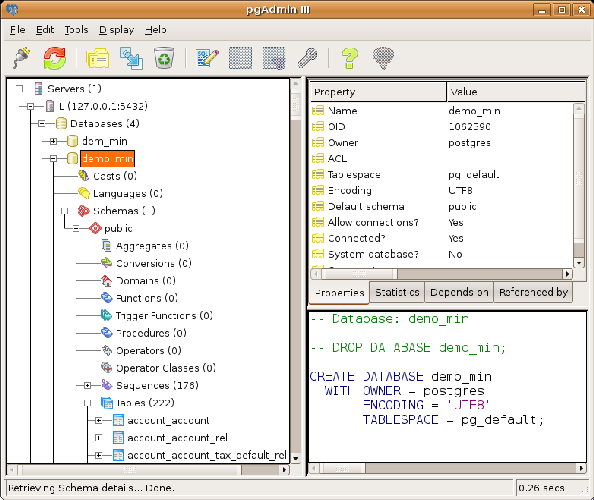 pgAdmin III
File Edit Tools Display Help
Servers (1)
L (127.0.0.1:5432)
Databases (4)
dem_min
demo_min
Casts (0)
Languages (0)
Schemas (1)
public
Aggregates (0)
Conversions (0)
Domains (0)
Functions (0)
Trigger Functions (0)
Procedures (0)
Operators (0)
Operator Classes (0)
Sequences (176)
Tables (222)
account_account
account_account_rel
account_account_tax_default_rel
Property Value
Name demo_min
OID 1062390
Owner postgres
ACL
Tablespace pg_default
Encoding UTF8
Default schema public
Allow connections? Yes
Connected? Yes
System database? No
Properties Statistics Depends on Referenced by
-- Database: demo_min
-- DROP DATABASE demo_min;
CREATE DATABASE demo_min
WITH OWNER = postgres
ENCODING = 'UTF8'
TABLESPACE = pg_default;
Retrieving Schema details... Done. 0.26 secs